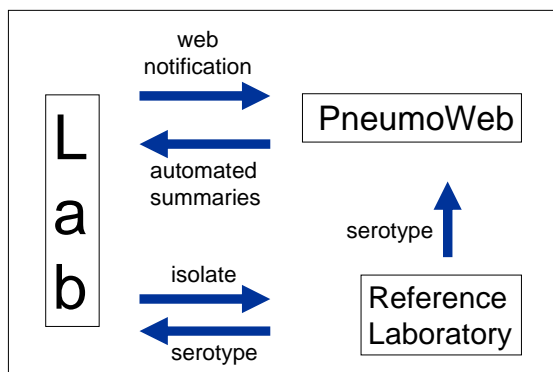 web
notification
PneumoWeb
L
a
b
automated
summaries
serotype
isolate
Reference
Laboratory
serotype